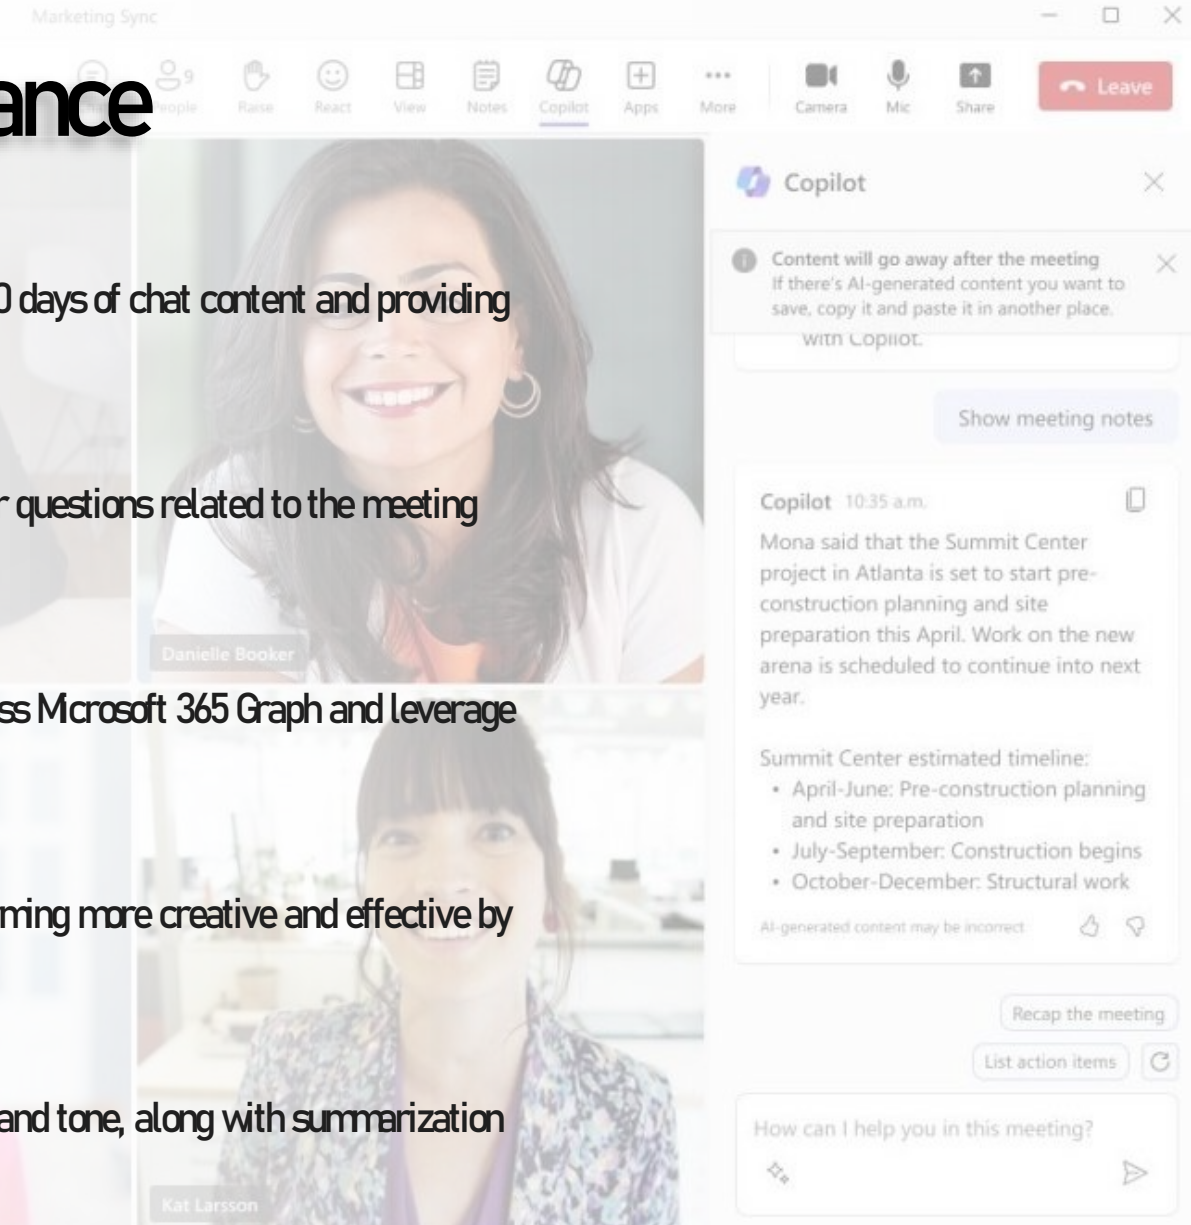 Marketing Sync
ance
9
People Raise React View Notes Copilot Apps More Camera Mic Share Leave
Copilot
Content will go away after the meeting
If there's AI-generated content you want to
save, copy it and paste it in another place.
with Copilot.
0 days of chat content and providing
Show meeting notes
r questions related to the meeting
Copilot 10:35 a.m.
Mona said that the Summit Center
project in Atlanta is set to start pre-
construction planning and site
preparation this April. Work on the new
arena is scheduled to continue into next
year.
Danielle Booker
ss Microsoft 365 Graph and leverage
Summit Center estimated timeline:
• April-June: Pre-construction planning
and site preparation
• July-September: Construction begins
• October-December: Structural work
AI-generated content may be incorrect
rming more creative and effective by
Recap the meeting
List action items
and tone, along with summarization
How can I help you in this meeting?
Kat Larsson